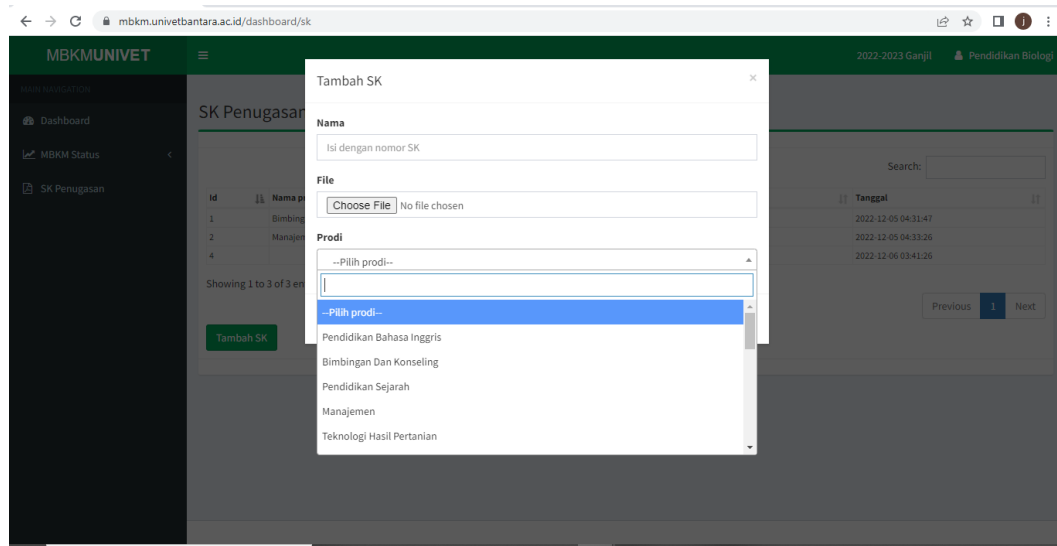 mbkm.univetbantara.ac.id/dashboard/sk
j
MBKMUNIVET
2022-2023 Ganjil
Pendidikan Biologi
MAIN NAVIGATION
Dashboard
MBKM Status
SK Penugasan
SK Penugasan
Search:
Id
Nama
Tanggal
1
Bimbing
2022-12-05 04:31:47
2
Manajem
2022-12-05 04:33:26
4
2022-12-06 03:41:26
Showing 1 to 3 of 3 en
Previous 1 Next
Tambah SK
Tambah SK
×
Nama
Isi dengan nomor SK
File
Choose File No file chosen
Prodi
--Pilih prodi--
--Pilih prodi--
Pendidikan Bahasa Inggris
Bimbingan Dan Konseling
Pendidikan Sejarah
Manajemen
Teknologi Hasil Pertanian